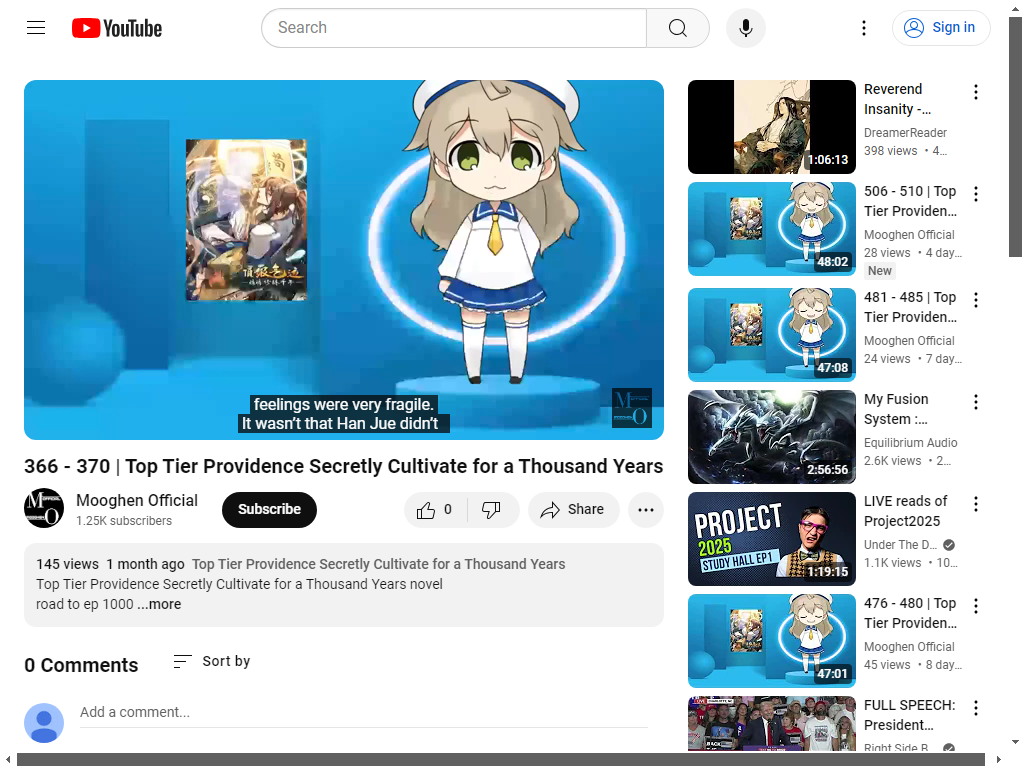 YouTube
Search
Sign in
feelings were very fragile.
It wasn't that Han Jue didn't
366 - 370 | Top Tier Providence Secretly Cultivate for a Thousand Years
Mooghen Official
1.25K subscribers
Subscribe
0
Share
145 views 1 month ago Top Tier Providence Secretly Cultivate for a Thousand Years
Top Tier Providence Secretly Cultivate for a Thousand Years novel
road to ep 1000 ...more
0 Comments
Sort by
Add a comment...
1:06:13
Reverend
Insanity -...
DreamerReader
398 views • 4...
48:02
506 - 510 | Top
Tier Providen...
Mooghen Official
28 views • 4 day...
New
47:08
481 - 485 | Top
Tier Providen...
Mooghen Official
24 views • 7 day...
2:56:56
My Fusion
System :...
Equilibrium Audio
2.6K views • 2...
PROJECT
2025
STUDY HALL EP1
1:19:15
LIVE reads of
Project2025
Under The D...
1.1K views • 10...
47:01
476 - 480 | Top
Tier Providen...
Mooghen Official
45 views • 8 day...
FULL SPEECH:
President...
Right Side B...